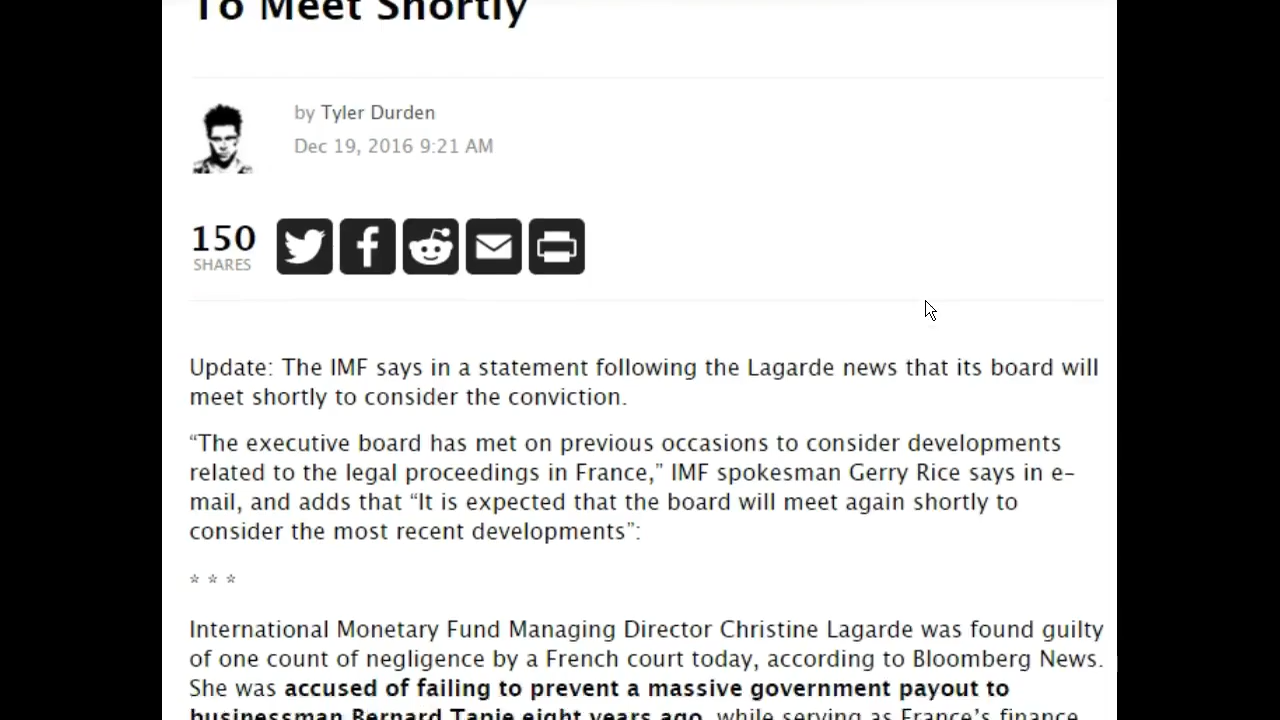 To Meet Shortly
by Tyler Durden
Dec 19, 2016 9:21 AM
150
SHARES
Update: The IMF says in a statement following the Lagarde news that its board will
meet shortly to consider the conviction.
“The executive board has met on previous occasions to consider developments
related to the legal proceedings in France,” IMF spokesman Gerry Rice says in e–
mail, and adds that “It is expected that the board will meet again shortly to
consider the most recent developments”:
* * *
International Monetary Fund Managing Director Christine Lagarde was found guilty
of one count of negligence by a French court today, according to Bloomberg News.
She was accused of failing to prevent a massive government payout to
businessman Bernard Tapie eight years ago, while serving as France’s finance